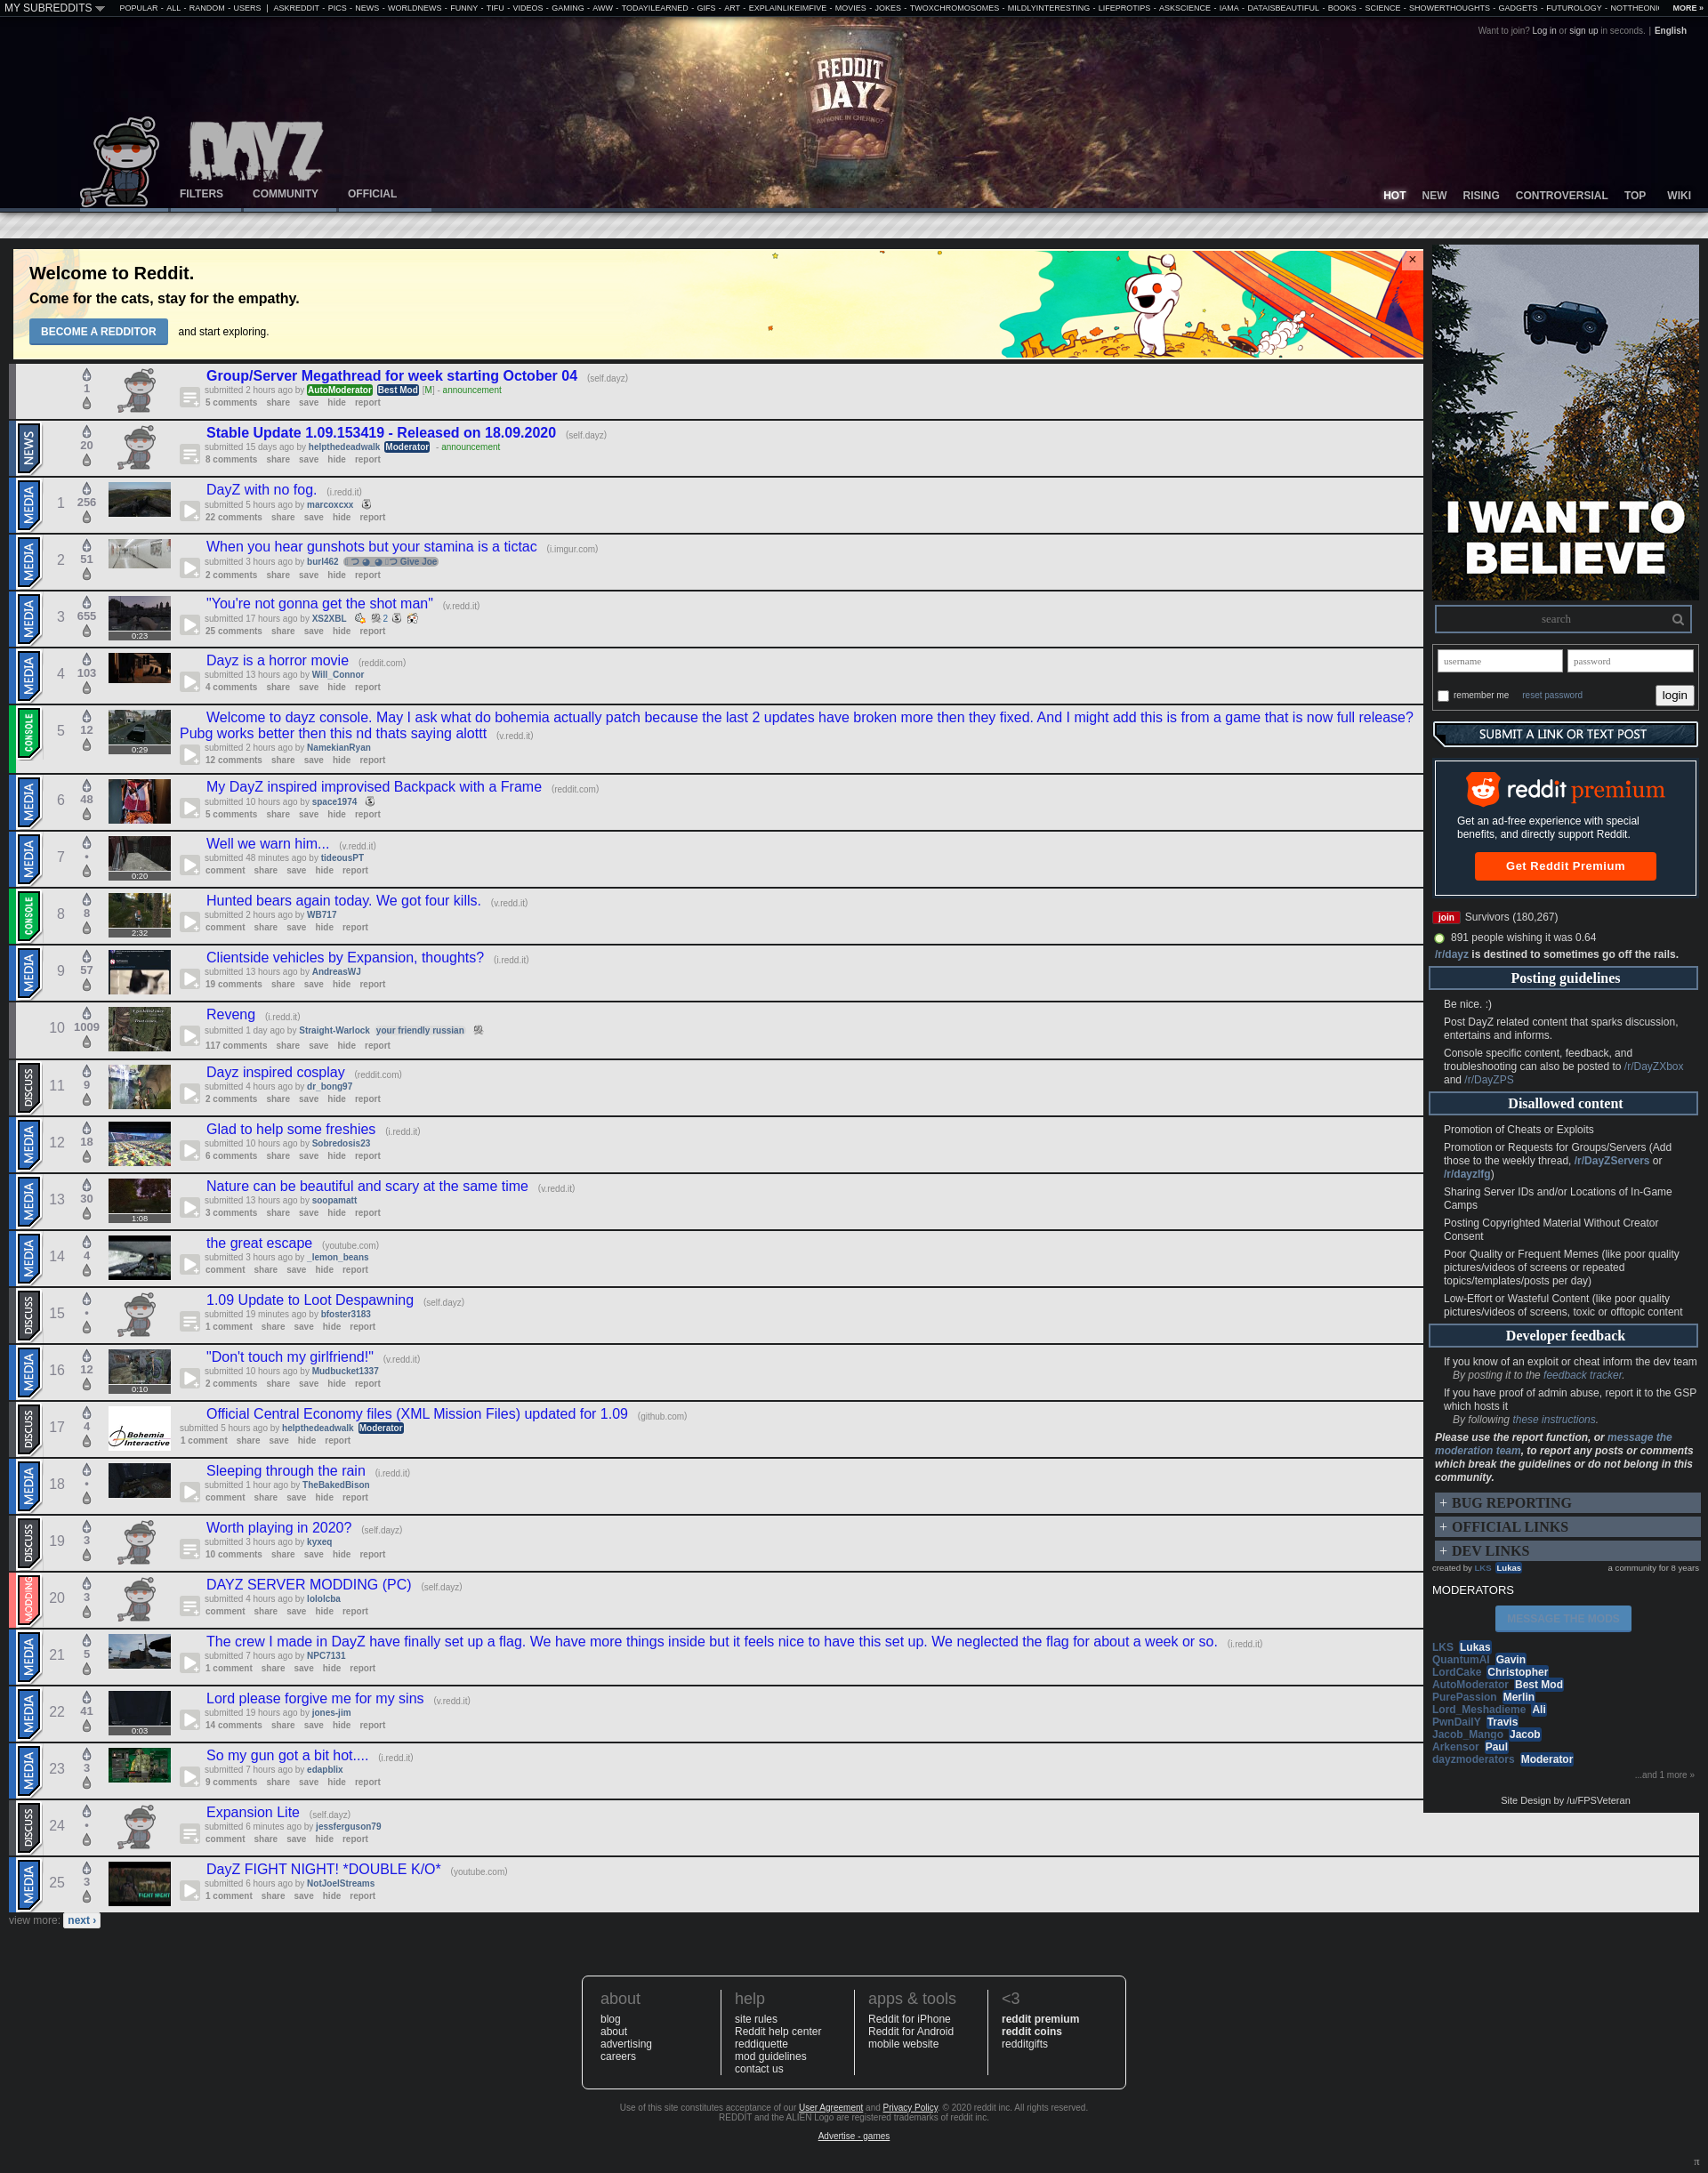 MY SUBREDDITS POPULAR - ALL - RANDOM - USERS | ASKREDDIT - PICS - NEWS - WORLDNEWS - FUNNY - TIFU - VIDEOS - GAMING - AWW - TODAYILEARNED - GIFS - ART - EXPLAINLIKEIMFIVE - MOVIES - JOKES - TWOXCHROMOSOMES - MILDLYINTERESTING - LIFEPROTIPS - ASKSCIENCE - IAMA - DATAISBEAUTIFUL - BOOKS - SCIENCE - SHOWERTHOUGHTS - GADGETS - FUTUROLOGY - MORE »
Want to join? Log in or sign up in seconds. | English
REDDIT
DAYZ
DAYZ
FILTERS COMMUNITY OFFICIAL
HOT NEW RISING CONTROVERSIAL TOP WIKI
Welcome to Reddit.
Come for the cats, stay for the empathy.
BECOME A REDDITOR and start exploring.
×
1
Group/Server Megathread for week starting October 04 (self.dayz)
submitted 2 hours ago by AutoModerator Best Mod [M] - announcement
5 comments share save hide report
NEWS 20
Stable Update 1.09.153419 - Released on 18.09.2020 (self.dayz)
submitted 15 days ago by helpthedeadwalk Moderator - announcement
8 comments share save hide report
MEDIA 1 256
DayZ with no fog. (i.redd.it)
submitted 5 hours ago by marcoxcxx
22 comments share save hide report
MEDIA 2 51
When you hear gunshots but your stamina is a tictac (i.imgur.com)
submitted 3 hours ago by burl462 つ ◕_◕ つ Give Joe
2 comments share save hide report
MEDIA 3 655 0:23
"You're not gonna get the shot man" (v.redd.it)
submitted 17 hours ago by XS2XBL 2
25 comments share save hide report
MEDIA 4 103
Dayz is a horror movie (reddit.com)
submitted 13 hours ago by Will_Connor
4 comments share save hide report
CONSOLE 5 12 0:29
Welcome to dayz console. May I ask what do bohemia actually patch because the last 2 updates have broken more then they fixed. And I might add this is from a game that is now full release?
Pubg works better then this nd thats saying alottt (v.redd.it)
submitted 2 hours ago by NamekianRyan
12 comments share save hide report
MEDIA 6 48
My DayZ inspired improvised Backpack with a Frame (reddit.com)
submitted 10 hours ago by space1974
5 comments share save hide report
MEDIA 7 • 0:20
Well we warn him... (v.redd.it)
submitted 48 minutes ago by tideousPT
comment share save hide report
CONSOLE 8 8 2:32
Hunted bears again today. We got four kills. (v.redd.it)
submitted 2 hours ago by WB717
comment share save hide report
MEDIA 9 57
Clientside vehicles by Expansion, thoughts? (i.redd.it)
submitted 13 hours ago by AndreasWJ
19 comments share save hide report
10 1009
Reveng (i.redd.it)
submitted 1 day ago by Straight-Warlock your friendly russian
117 comments share save hide report
DISCUSS 11 9
Dayz inspired cosplay (reddit.com)
submitted 4 hours ago by dr_bong97
2 comments share save hide report
MEDIA 12 18
Glad to help some freshies (i.redd.it)
submitted 10 hours ago by Sobredosis23
6 comments share save hide report
MEDIA 13 30 1:08
Nature can be beautiful and scary at the same time (v.redd.it)
submitted 13 hours ago by soopamatt
3 comments share save hide report
MEDIA 14 4
the great escape (youtube.com)
submitted 3 hours ago by _lemon_beans
comment share save hide report
DISCUSS 15 •
1.09 Update to Loot Despawning (self.dayz)
submitted 19 minutes ago by bfoster3183
1 comment share save hide report
MEDIA 16 12 0:10
"Don't touch my girlfriend!" (v.redd.it)
submitted 10 hours ago by Mudbucket1337
2 comments share save hide report
DISCUSS 17 4 Bohemia Interactive
Official Central Economy files (XML Mission Files) updated for 1.09 (github.com)
submitted 5 hours ago by helpthedeadwalk Moderator
1 comment share save hide report
MEDIA 18 •
Sleeping through the rain (i.redd.it)
submitted 1 hour ago by TheBakedBison
comment share save hide report
DISCUSS 19 3
Worth playing in 2020? (self.dayz)
submitted 3 hours ago by kyxeq
10 comments share save hide report
MODDING 20 3
DAYZ SERVER MODDING (PC) (self.dayz)
submitted 4 hours ago by lololcba
comment share save hide report
MEDIA 21 5
The crew I made in DayZ have finally set up a flag. We have more things inside but it feels nice to have this set up. We neglected the flag for about a week or so. (i.redd.it)
submitted 7 hours ago by NPC7131
1 comment share save hide report
MEDIA 22 41 0:03
Lord please forgive me for my sins (v.redd.it)
submitted 19 hours ago by jones-jim
14 comments share save hide report
MEDIA 23 3
So my gun got a bit hot.... (i.redd.it)
submitted 7 hours ago by edapblix
9 comments share save hide report
DISCUSS 24 •
Expansion Lite (self.dayz)
submitted 6 minutes ago by jessferguson79
comment share save hide report
MEDIA 25 3
DayZ FIGHT NIGHT! *DOUBLE K/O* (youtube.com)
submitted 6 hours ago by NotJoelStreams
1 comment share save hide report
view more: next ›
I WANT TO
BELIEVE
search
username password
remember me reset password login
SUBMIT A LINK OR TEXT POST
reddit premium
Get an ad-free experience with special
benefits, and directly support Reddit.
Get Reddit Premium
join Survivors (180,267)
891 people wishing it was 0.64
/r/dayz is destined to sometimes go off the rails.
Posting guidelines
Be nice. :)
Post DayZ related content that sparks discussion,
entertains and informs.
Console specific content, feedback, and
troubleshooting can also be posted to /r/DayZXbox
and /r/DayZPS
Disallowed content
Promotion of Cheats or Exploits
Promotion or Requests for Groups/Servers (Add
those to the weekly thread, /r/DayZServers or
/r/dayzlfg)
Sharing Server IDs and/or Locations of In-Game
Camps
Posting Copyrighted Material Without Creator
Consent
Poor Quality or Frequent Memes (like poor quality
pictures/videos of screens or repeated
topics/templates/posts per day)
Low-Effort or Wasteful Content (like poor quality
pictures/videos of screens, toxic or offtopic content
Developer feedback
If you know of an exploit or cheat inform the dev team
By posting it to the feedback tracker.
If you have proof of admin abuse, report it to the GSP
which hosts it
By following these instructions.
Please use the report function, or message the
moderation team, to report any posts or comments
which break the guidelines or do not belong in this
community.
+ BUG REPORTING
+ OFFICIAL LINKS
+ DEV LINKS
created by LKS Lukas a community for 8 years
MODERATORS
MESSAGE THE MODS
LKS Lukas
QuantumAI Gavin
LordCake Christopher
AutoModerator Best Mod
PurePassion Merlin
Lord_Meshadieme Ali
PwnDailY Travis
Jacob_Mango Jacob
Arkensor Paul
dayzmoderators Moderator
...and 1 more »
Site Design by /u/FPSVeteran
about
blog
about
advertising
careers
help
site rules
Reddit help center
reddiquette
mod guidelines
contact us
apps & tools
Reddit for iPhone
Reddit for Android
mobile website
<3
reddit premium
reddit coins
redditgifts
Use of this site constitutes acceptance of our User Agreement and Privacy Policy. © 2020 reddit inc. All rights reserved.
REDDIT and the ALIEN Logo are registered trademarks of reddit inc.
Advertise - games
π